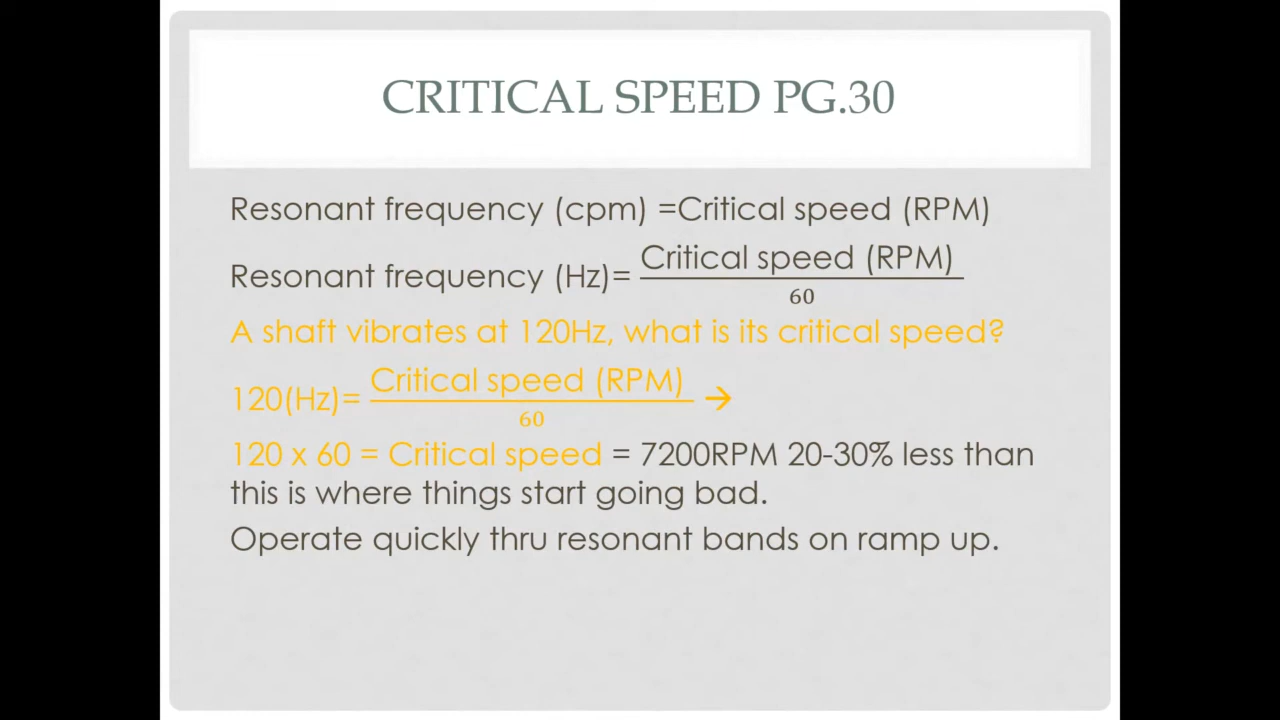 CRITICAL SPEED PG.30
Resonant frequency (cpm) =Critical speed (RPM)
Resonant frequency (Hz)= Critical speed (RPM)
60
A shaft vibrates at 120Hz, what is its critical speed?
120(Hz)= Critical speed (RPM) →
60
120 x 60 = Critical speed = 7200RPM 20-30% less than
this is where things start going bad.
Operate quickly thru resonant bands on ramp up.